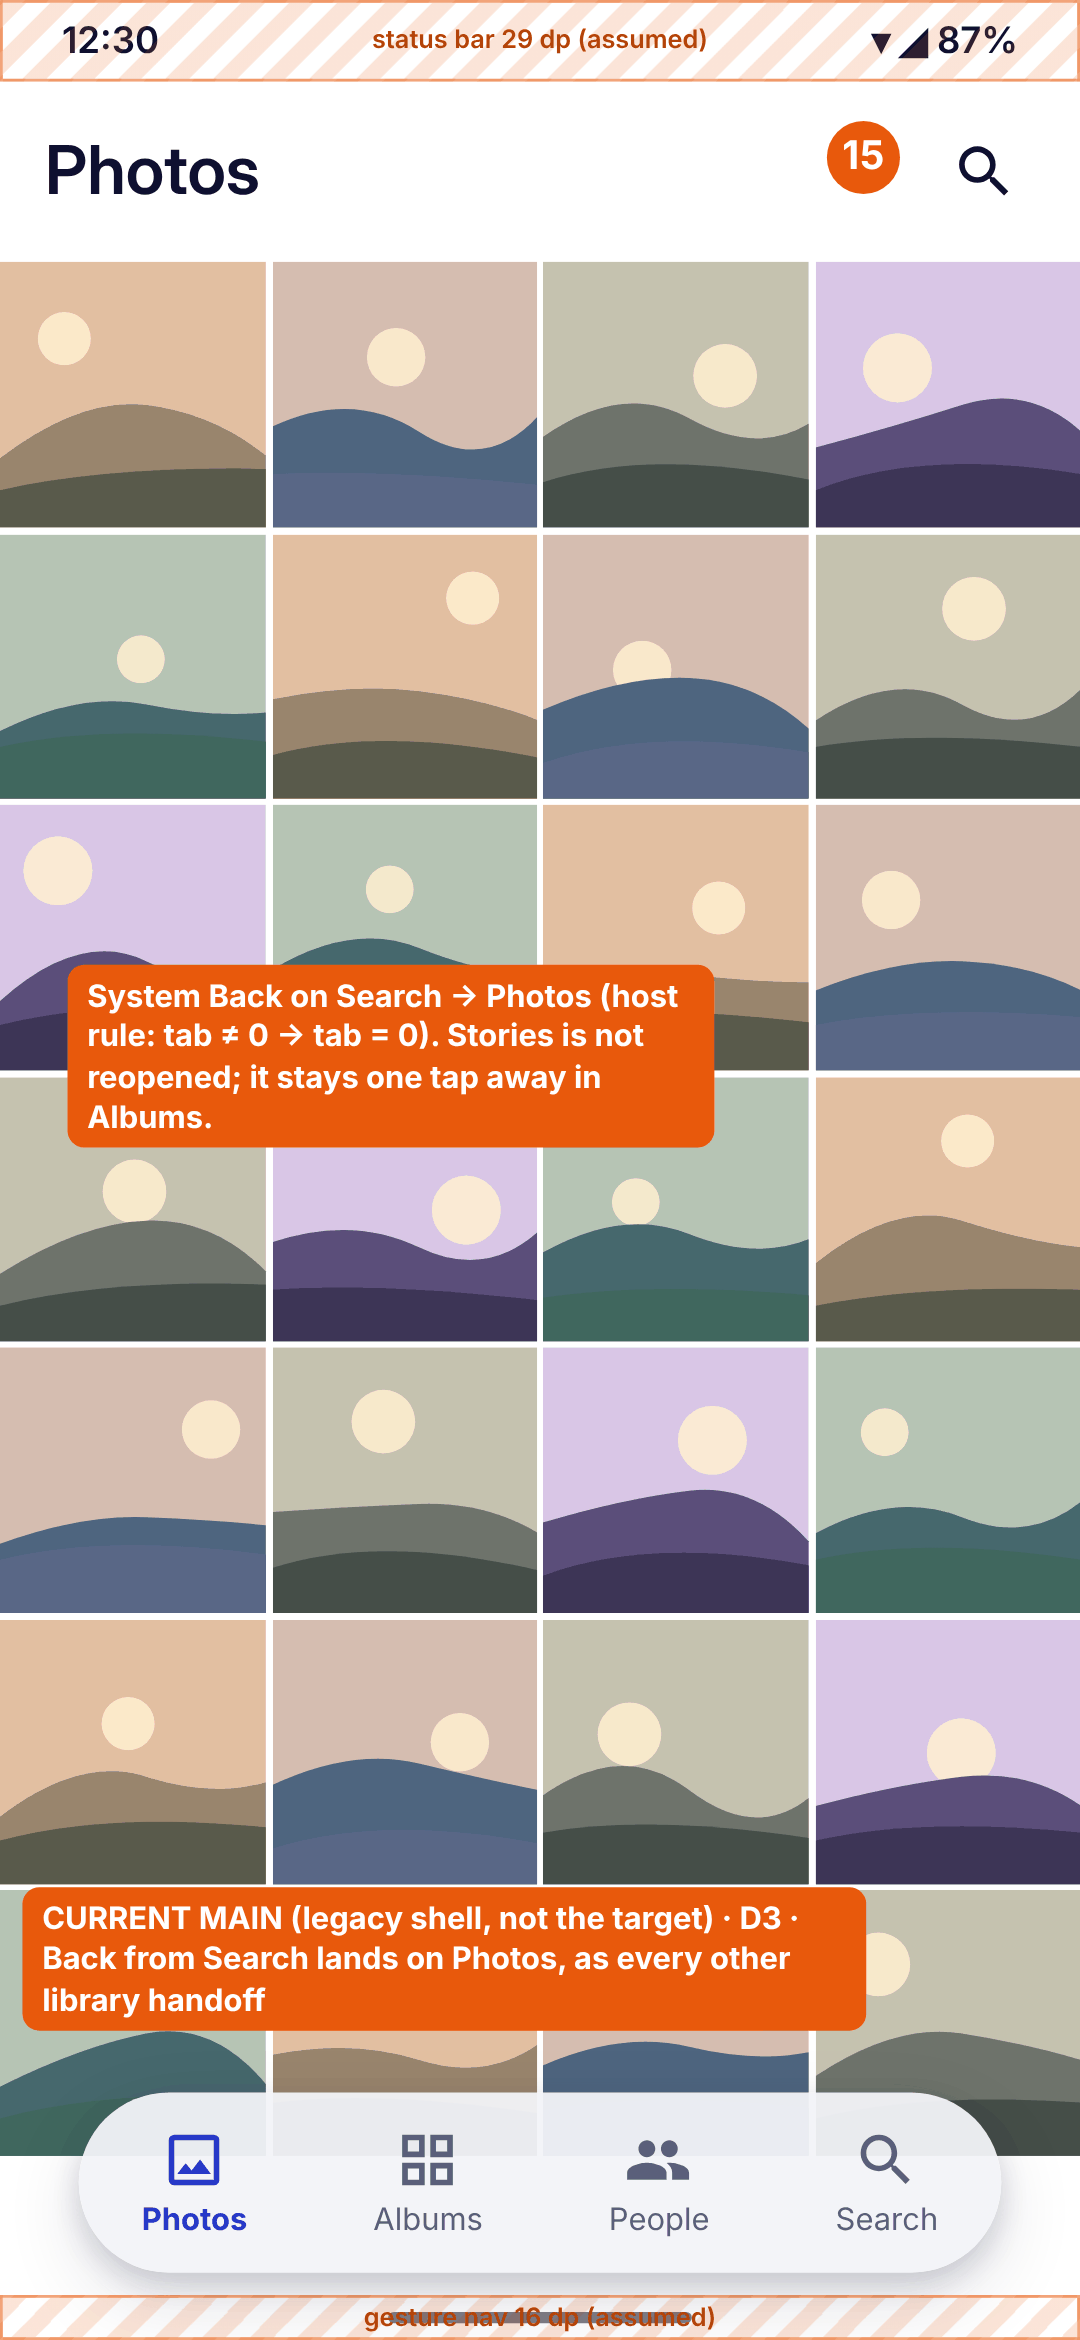 12:30
status bar 29 dp (assumed)
87%
Photos
15
System Back on Search → Photos (host
rule: tab ≠ 0 → tab = 0). Stories is not
reopened; it stays one tap away in
Albums.
CURRENT MAIN (legacy shell, not the target) · D3 ·
Back from Search lands on Photos, as every other
library handoff
Photos
Albums
People
Search
gesture nav 16 dp (assumed)